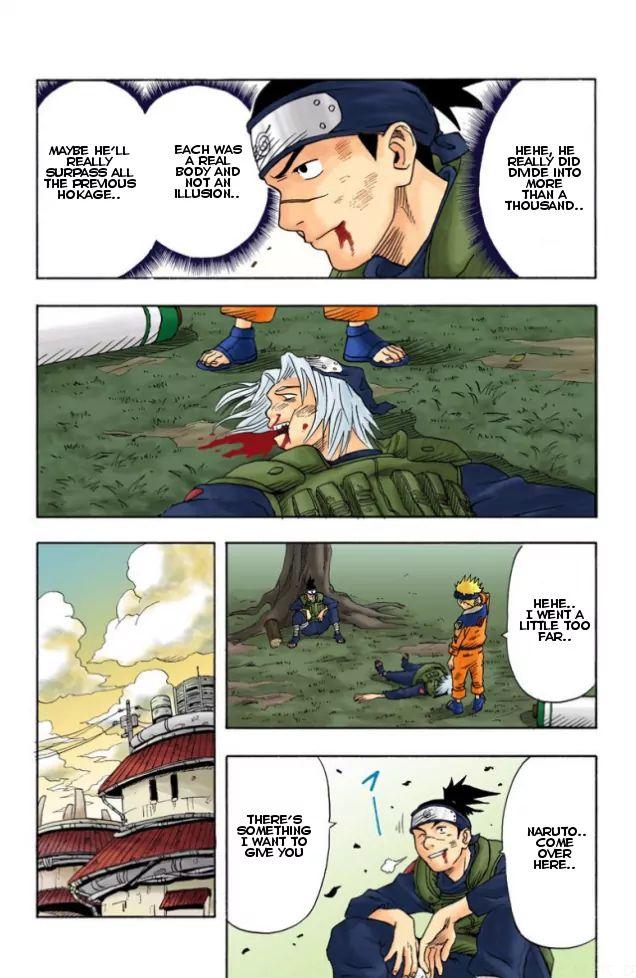 HEHE, HE
REALLY DID
DIVIDE INTO
MORE
THAN A
THOUSAND..
EACH WAS
A REAL
BODY AND
NOT AN
ILLUSION..
MAYBE HE'LL
REALLY
SURPASS ALL
THE PREVIOUS
HOKAGE..
HEHE..
I WENT A
LITTLE TOO
FAR..
NARUTO..
COME
OVER
HERE..
THERE'S
SOMETHING
I WANT TO
GIVE YOU